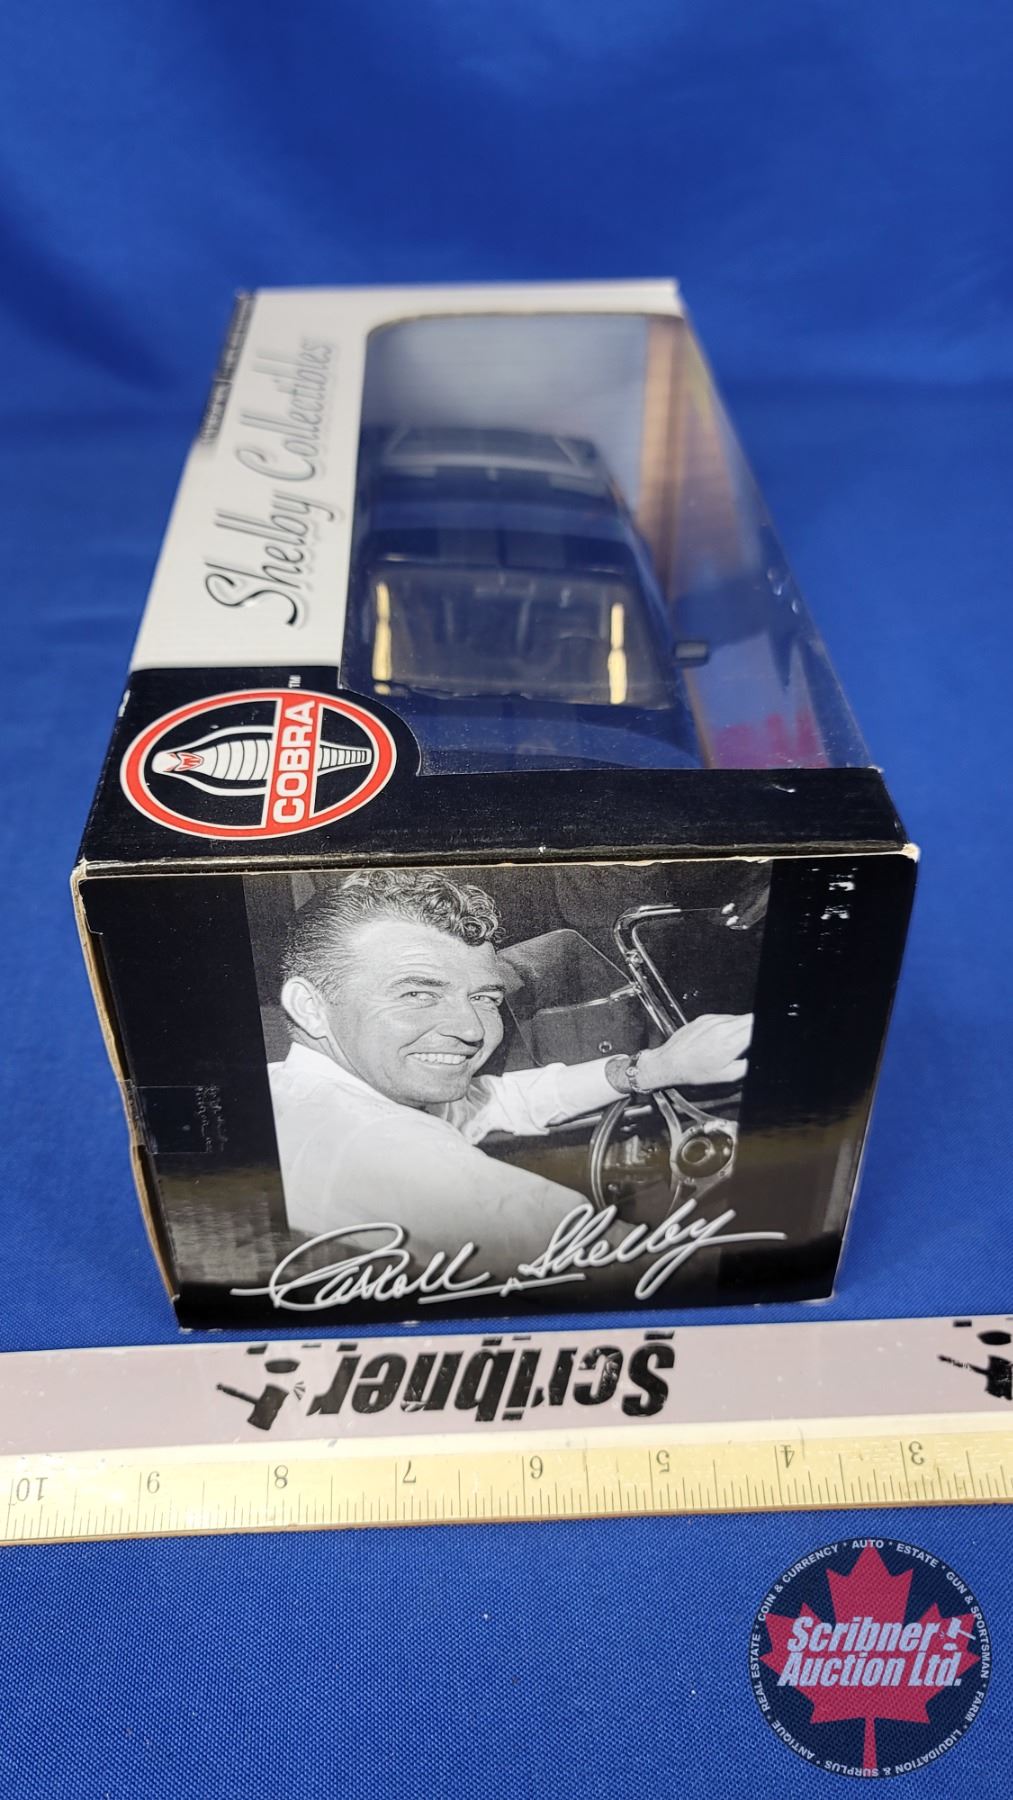 Shelby Collectibles
COBRA
TM
Carroll Shelby
Scribner
10 9 8 7 6 5 4 3
COIN & CURRENCY * AUTO * ESTATE * GUN & SPORTSMAN * FARM * LIQUIDATION & SURPLUS * ANTIQUE * REAL ESTATE *
Scribner
Auction Ltd.